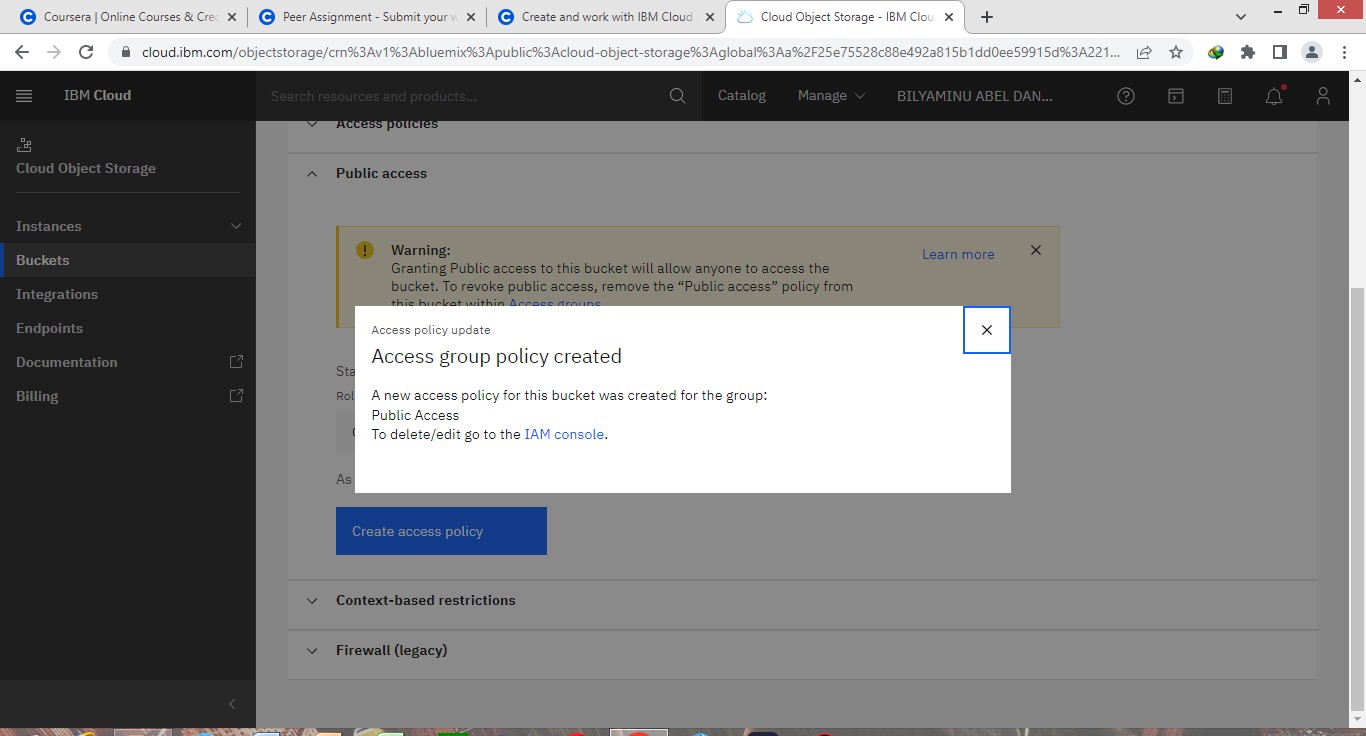 Coursera | Online Courses & Cre
Peer Assignment - Submit your
Create and work with IBM Cloud
Cloud Object Storage - IBM Clou
cloud.ibm.com/objectstorage/crn%3Av1%3Abluemix%3Apublic%3Acloud-object-storage%3Aglobal%3Aa%2F25e75528c88e492a815b1dd0ee59915d%3A221...
IBM Cloud
Search resources and products...
Catalog
Manage
BILYAMINU ABEL DAN...
Cloud Object Storage
Instances
Buckets
Integrations
Endpoints
Documentation
Billing
Access policies
Public access
Warning:
Granting Public access to this bucket will allow anyone to access the
bucket. To revoke public access, remove the “Public access” policy from
this bucket within Access groups
Learn more
Access policy update
Access group policy created
A new access policy for this bucket was created for the group:
Public Access
To delete/edit go to the IAM console.
Sta
Rol
As
Create access policy
Context-based restrictions
Firewall (legacy)